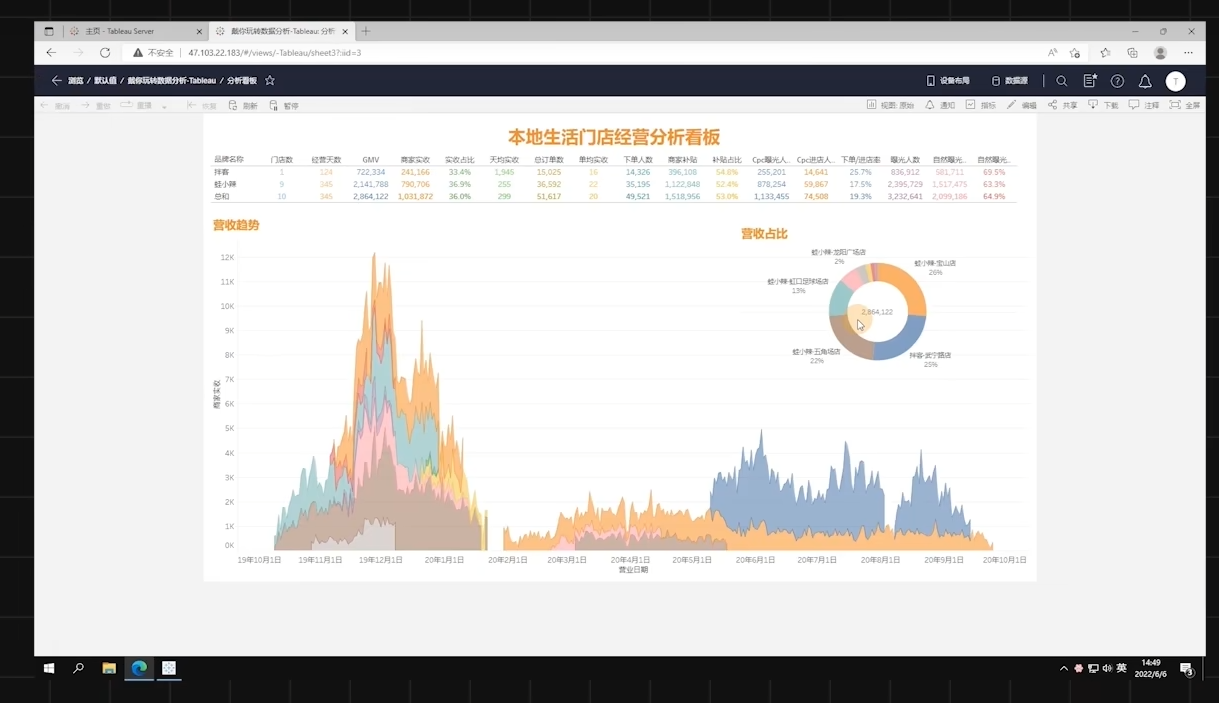 主页 - Tableau Server
戴你玩转数据分析-Tableau: 分析
不安全 47.103.22.183/#/views/-Tableau/sheet3?:iid=3
浏览 / 默认值 / 戴你玩转数据分析-Tableau / 分析看板
设备布局 数据源 T
撤消 重做 重播 恢复 刷新 暂停 视图: 原始 通知 指标 编辑 共享 下载 注释 全屏
本地生活门店经营分析看板
品牌名称 门店数 经营天数 GMV 商家实收 实收占比 天均实收 总订单数 单均实收 下单人数 商家补贴 补贴占比 Cpc曝光人.. Cpc进店人.. 下单/进店率 曝光人数 自然曝光.. 自然曝光..
拌客 1 124 722,334 241,166 33.4% 1,945 15,025 16 14,326 396,108 54.8% 255,201 14,641 25.7% 836,912 581,711 69.5%
蛙小辣 9 345 2,141,788 790,706 36.9% 255 36,592 22 35,195 1,122,848 52.4% 878,254 59,867 17.5% 2,395,729 1,517,475 63.3%
总和 10 345 2,864,122 1,031,872 36.0% 299 51,617 20 49,521 1,518,956 53.0% 1,133,455 74,508 19.3% 3,232,641 2,099,186 64.9%
营收趋势
12K
11K
10K
9K
8K
7K
6K
5K
4K
3K
2K
1K
0K
商家实收
19年10月1日 19年11月1日 19年12月1日 20年1月1日 20年2月1日 20年3月1日 20年4月1日 20年5月1日 20年6月1日 20年7月1日 20年8月1日 20年9月1日 20年10月1日
营业日期
营收占比
蛙小辣-龙阳广场店
2%
蛙小辣-宝山店
26%
蛙小辣-虹口足球场店
13%
2,864,122
蛙小辣-五角场店
22%
拌客-武宁路店
25%
英
14:49
2022/6/6
3